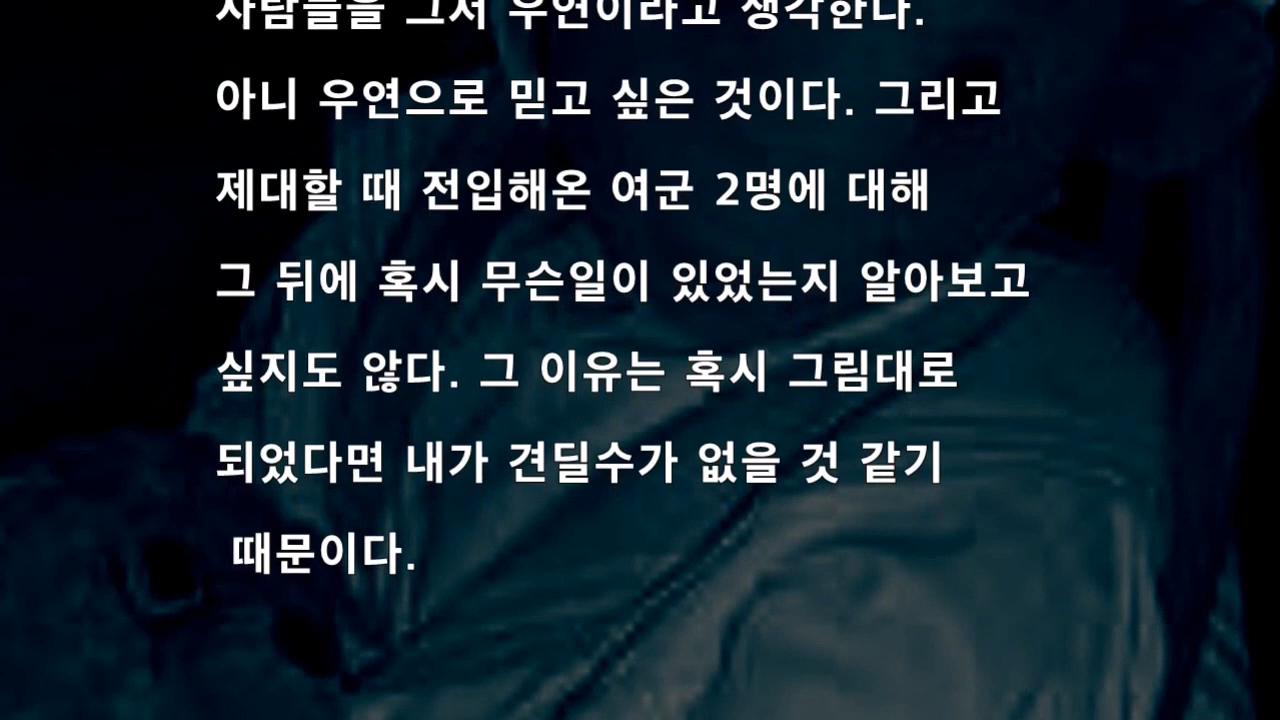 사람들을 그저 우연이라고 생각한다.
아니 우연으로 믿고 싶은 것이다. 그리고
제대할 때 전입해온 여군 2명에 대해
그 뒤에 혹시 무슨일이 있었는지 알아보고
싶지도 않다. 그 이유는 혹시 그림대로
되었다면 내가 견딜수가 없을 것 같기
때문이다.